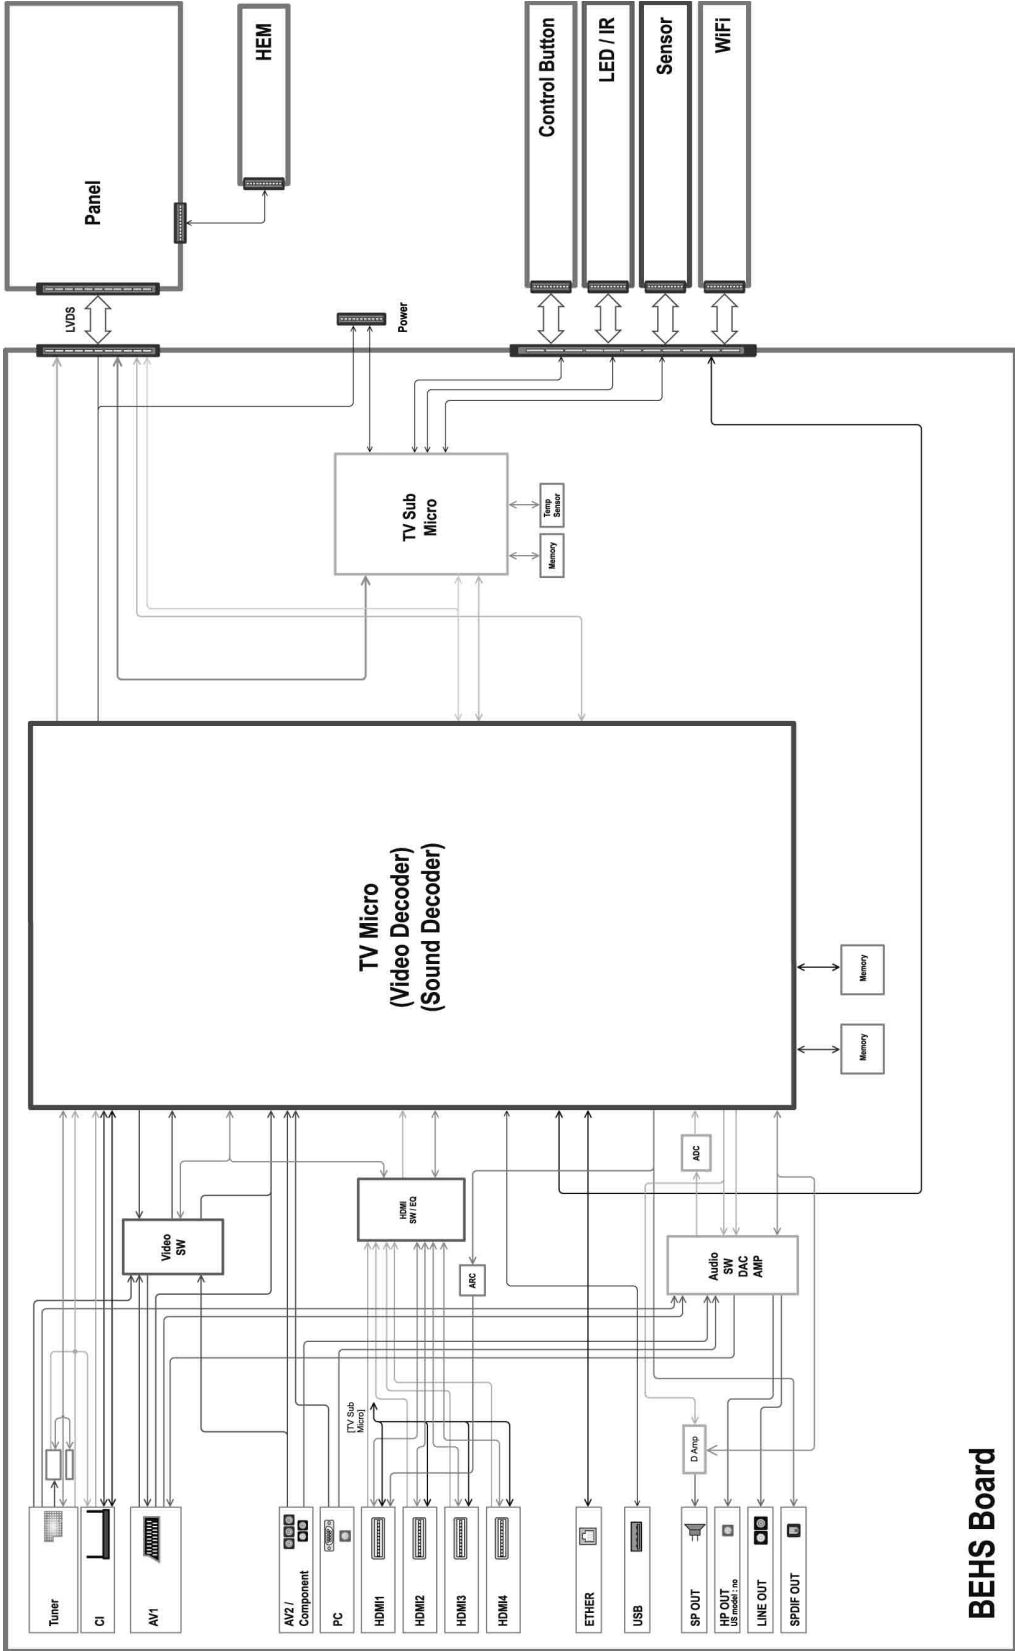 BEHS Board
Tuner
CI
AV1
AV2 /
Component
PC
HDMI1
HDMI2
HDMI3
HDMI4
ETHER
USB
SP OUT
HP OUT
US model : no
LINE OUT
SPDIF OUT
[TV Sub
Micro]
D Amp
Video
SW
HDMI
SW / EQ
ARC
Audio
SW
DAC
AMP
ADC
TV Micro
(Video Decoder)
(Sound Decoder)
Memory
Memory
TV Sub
Micro
Memory
Temp
Sensor
LVDS
Power
Panel
HEM
Control Button
LED / IR
Sensor
WiFi